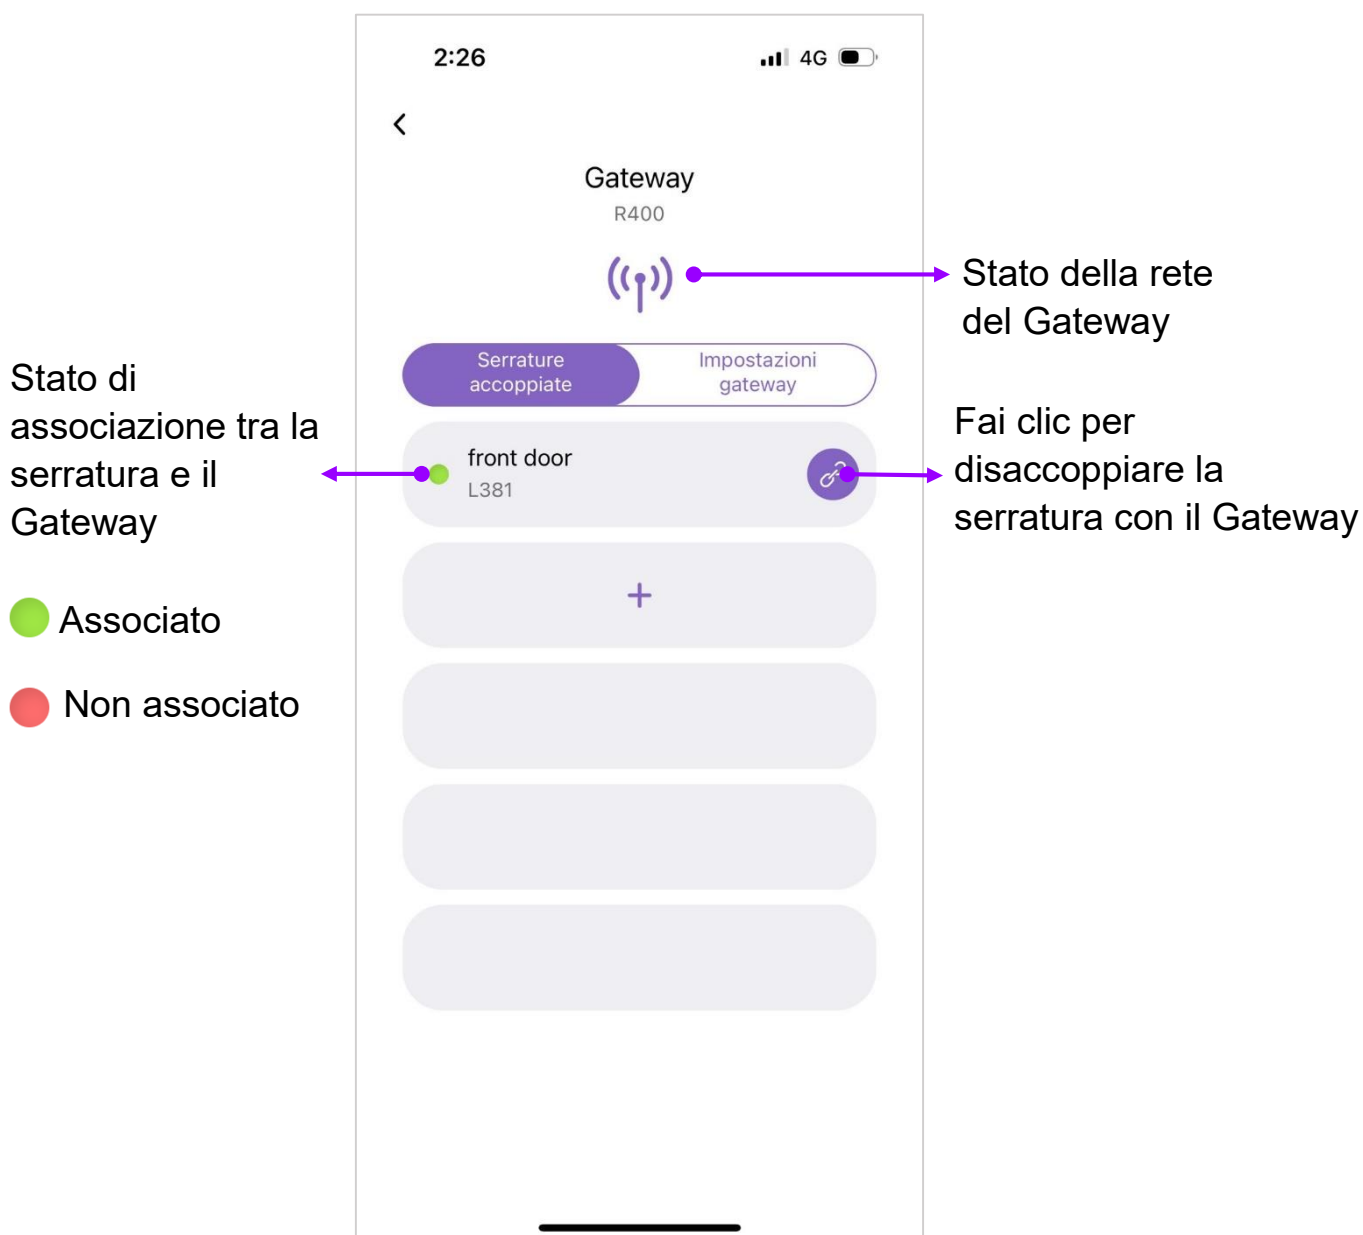 2:26
4G
Gateway
R400
Stato della rete
del Gateway
Serrature
accoppiate
Impostazioni
gateway
Stato di
associazione tra la
serratura e il
Gateway
front door
L381
Fai clic per
disaccoppiare la
serratura con il Gateway
Associato
Non associato